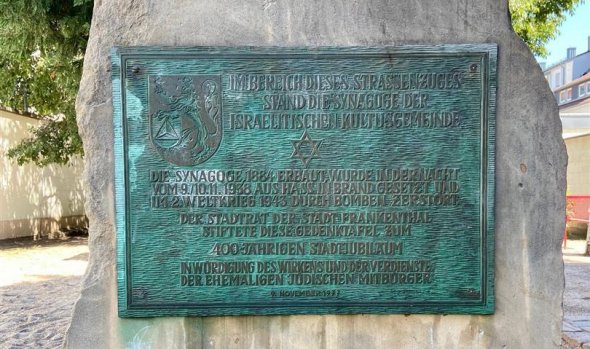 IM BEREICH DIESES STRASSENZUGES
STAND DIE SYNAGOGE DER
ISRAELITISCHEN KULTUSGEMEINDE
DIE SYNAGOGE 1884 ERBAUT, WURDE IN DER NACHT
VOM 9./10.11.1938 AUS HASS IN BRAND GESETZT UND
IM 2. WELTKRIEG 1943 DURCH BOMBEN ZERSTÖRT
DER STADTRAT DER STADT FRANKENTHAL
STIFTETE DIESE GEDENKTAFEL ZUM
400-JÄHRIGEN STADTJUBILÄUM
IN WÜRDIGUNG DES WIRKENS UND DER VERDIENSTE
DER EHEMALIGEN JÜDISCHEN MITBÜRGER
9. NOVEMBER